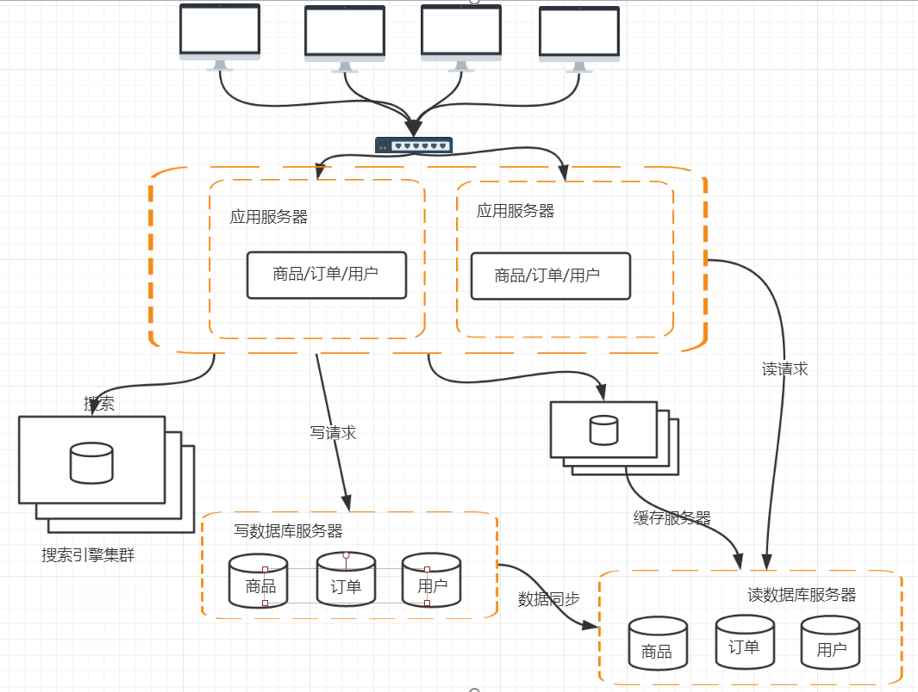 应用服务器
应用服务器
商品/订单/用户
商品/订单/用户
读请求
搜索
写请求
缓存服务器
写数据库服务器
搜索引擎集群
商品
订单
用户
数据同步
读数据库服务器
商品
订单
用户